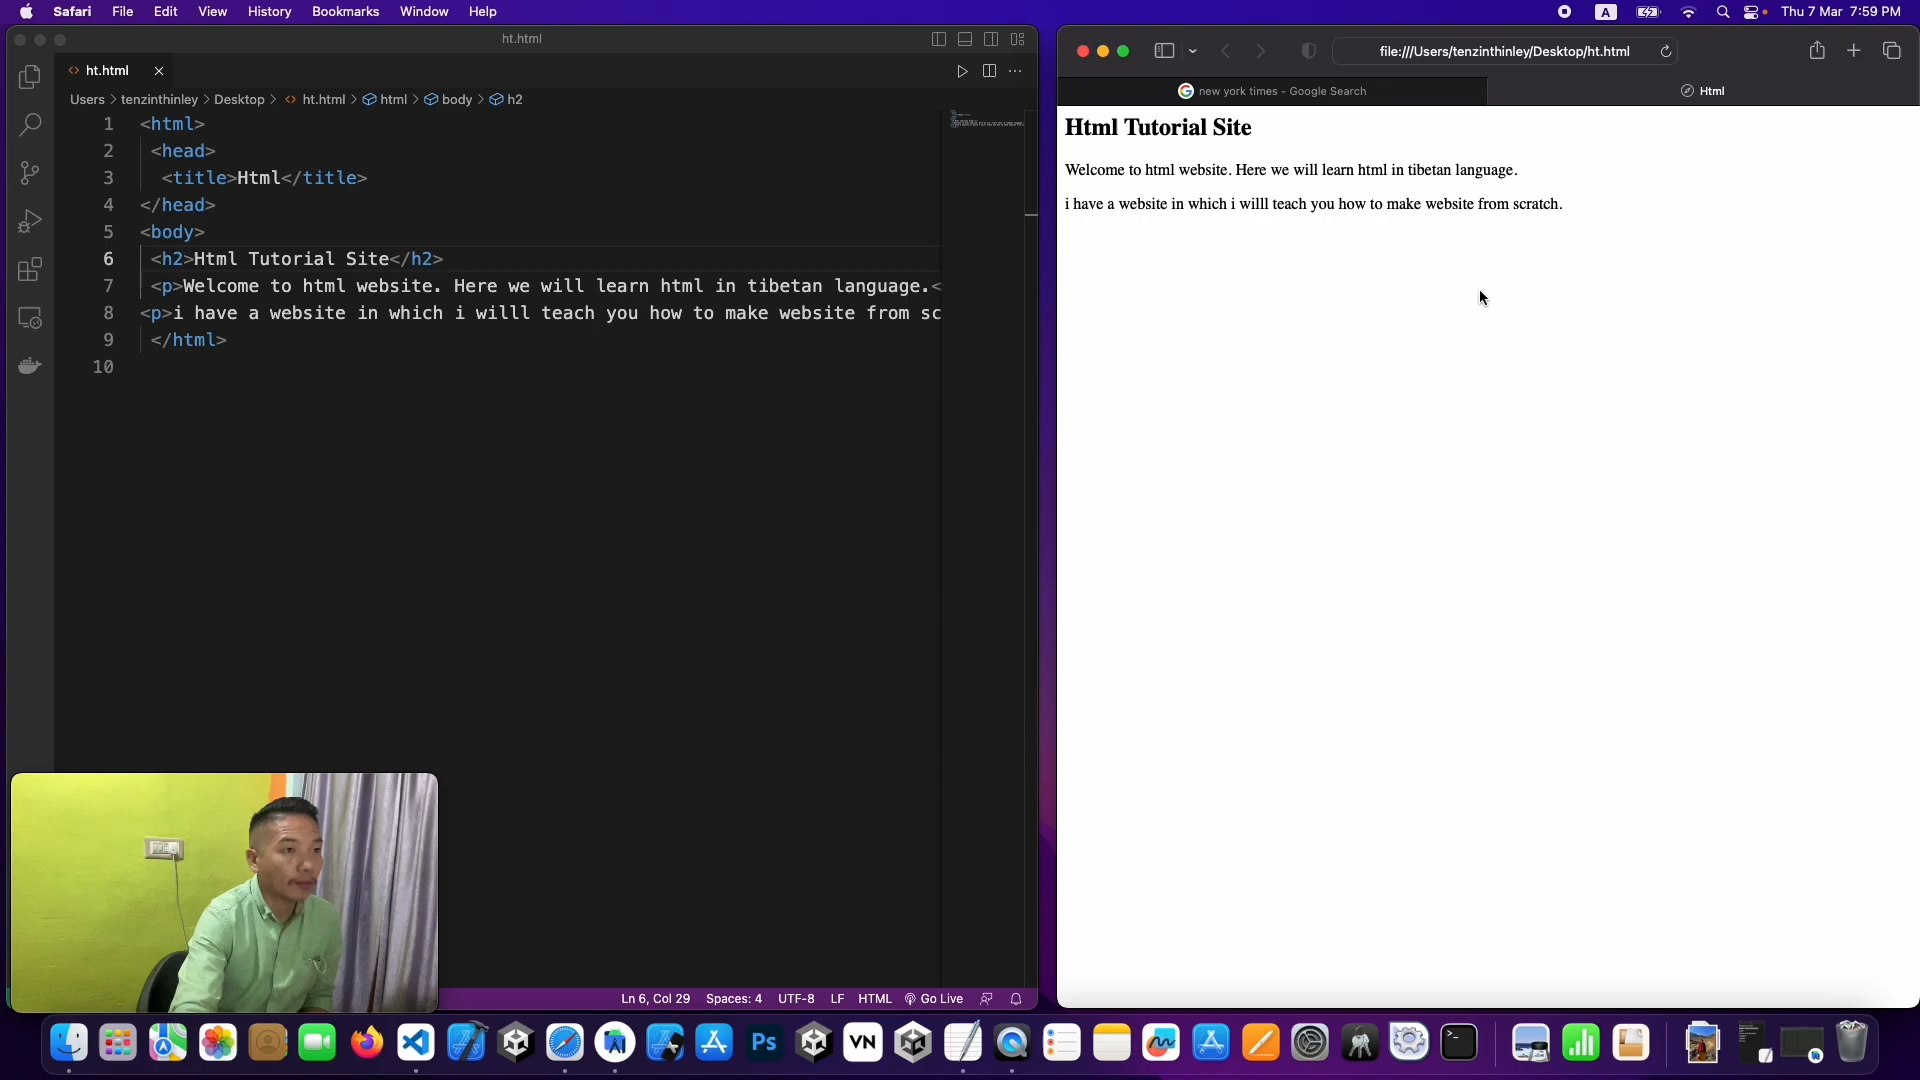 Safari File Edit View History Bookmarks Window Help
A
Thu 7 Mar 7:59 PM
ht.html
ht.html
Users > tenzinthinley > Desktop > <> ht.html > html > body > h2
1 <html>
2 <head>
3 <title>Html</title>
4 </head>
5 <body>
6 <h2>Html Tutorial Site</h2>
7 <p>Welcome to html website. Here we will learn html in tibetan language.<
8 <p>i have a website in which i willl teach you how to make website from sc
9 </html>
10
Ln 6, Col 29 Spaces: 4 UTF-8 LF HTML Go Live
file:///Users/tenzinthinley/Desktop/ht.html
new york times - Google Search
Html
Html Tutorial Site
Welcome to html website. Here we will learn html in tibetan language.
i have a website in which i willl teach you how to make website from scratch.
Ps
VN